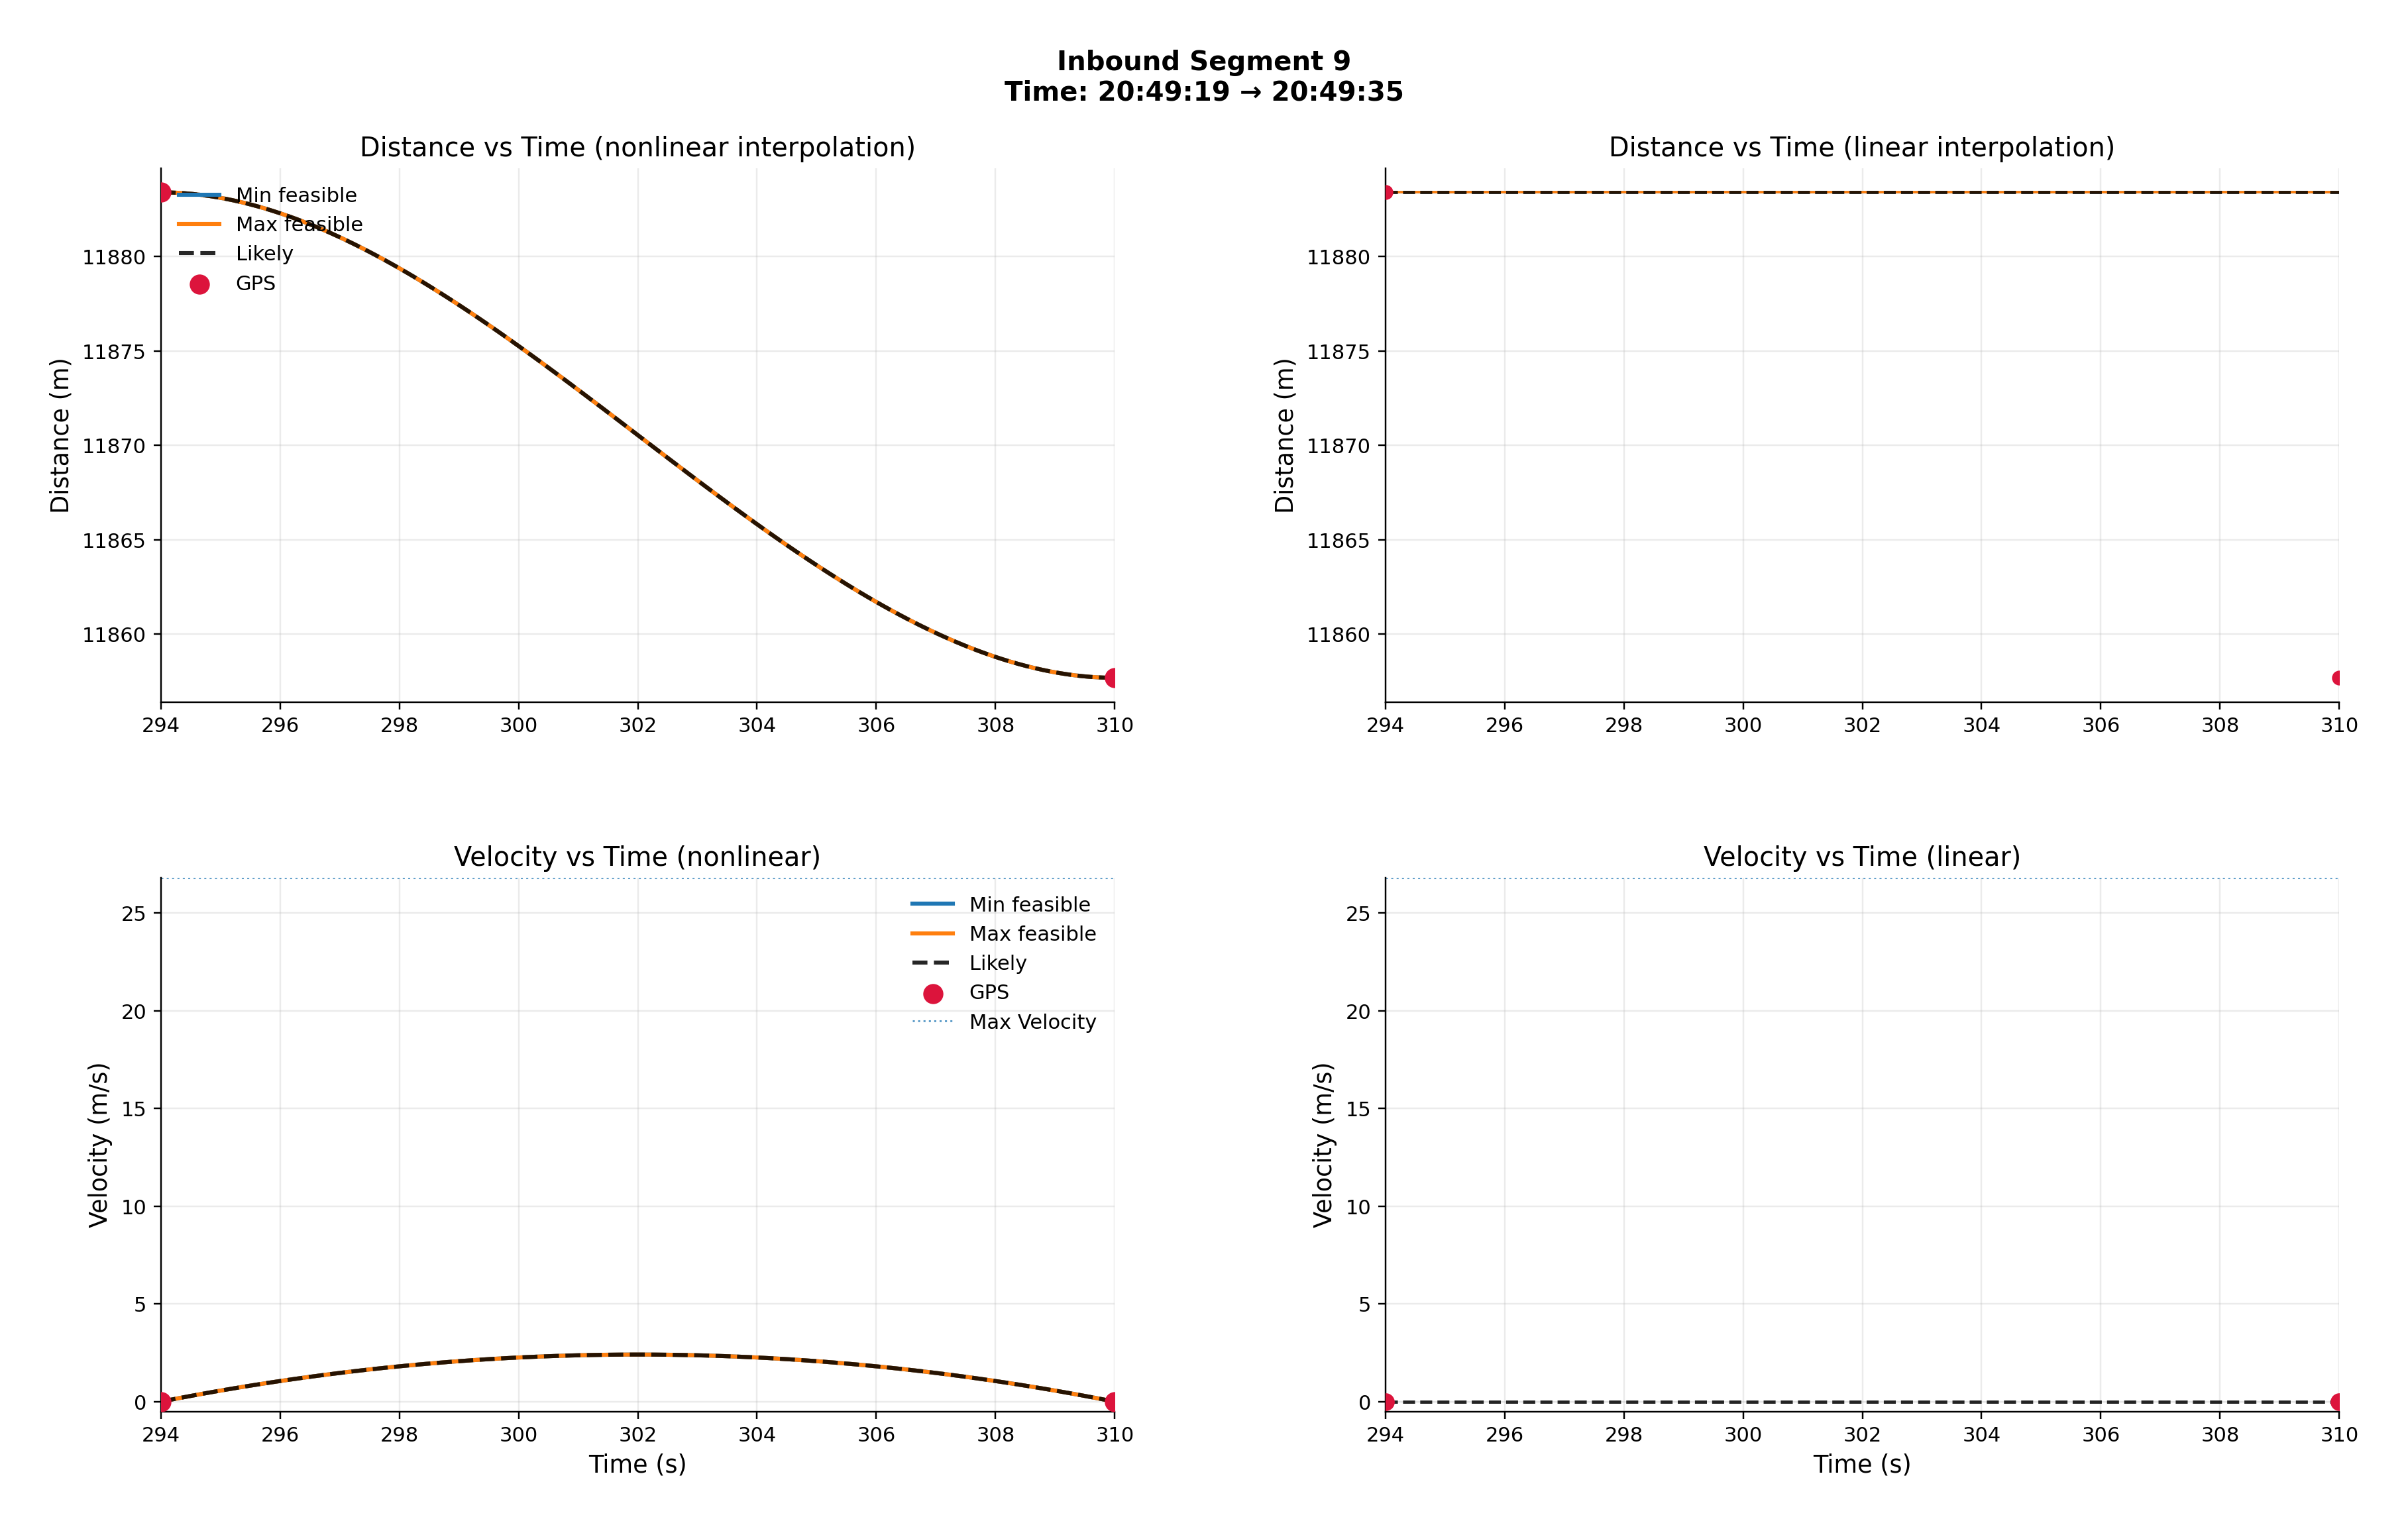 Inbound Segment 9
Time: 20:49:19 → 20:49:35
Distance vs Time (nonlinear interpolation)
Distance (m)
11880
11875
11870
11865
11860
Min feasible
Max feasible
Likely
GPS
294 296 298 300 302 304 306 308 310
Distance vs Time (linear interpolation)
Distance (m)
11880
11875
11870
11865
11860
294 296 298 300 302 304 306 308 310
Velocity vs Time (nonlinear)
Velocity (m/s)
25
20
15
10
5
0
Min feasible
Max feasible
Likely
GPS
Max Velocity
294 296 298 300 302 304 306 308 310
Time (s)
Velocity vs Time (linear)
Velocity (m/s)
25
20
15
10
5
0
294 296 298 300 302 304 306 308 310
Time (s)